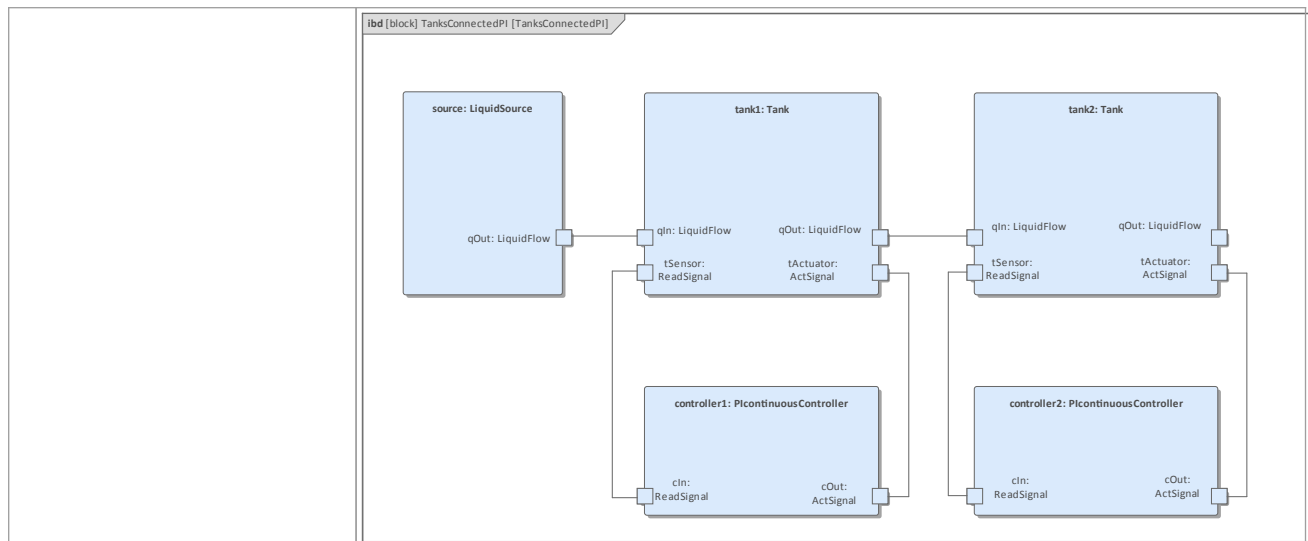 ibd [block] TanksConnectedPI [TanksConnectedPI]
source: LiquidSource
tank1: Tank
tank2: Tank
qOut: LiquidFlow
qIn: LiquidFlow
qOut: LiquidFlow
qIn: LiquidFlow
qOut: LiquidFlow
tSensor:
ReadSignal
tActuator:
ActSignal
tSensor:
ReadSignal
tActuator:
ActSignal
controller1: PIcontinuousController
controller2: PIcontinuousController
cIn:
ReadSignal
cOut:
ActSignal
cIn:
ReadSignal
cOut:
ActSignal